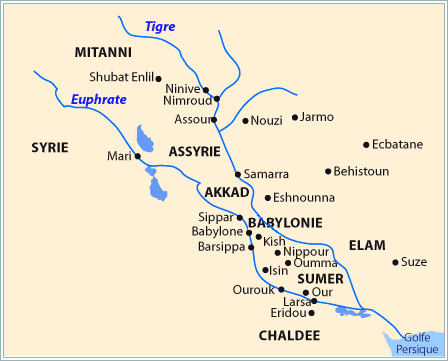 Tigre
MITANNI
Shubat Enlil
Ninive
Euphrate
Nimroud
Assour
Nouzi
Jarmo
SYRIE
Ecbatane
Mari
ASSYRIE
Behistoun
Samarra
AKKAD
Eshnounna
Sippar
BABYLONIE
Babylone
Kish
ELAM
Barsippa
Nippour
Oumma
Suze
Isin
SUMER
Ourouk
Our
Larsa
Eridou
CHALDEE
Golfe
Persique